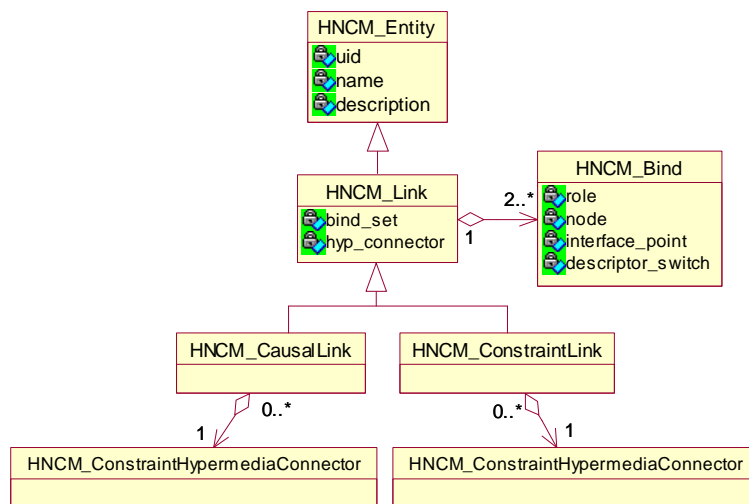 HNCM_Entity
uid
name
description
HNCM_Link
bind_set
hyp_connector
1
2..*
HNCM_Bind
role
node
interface_point
descriptor_switch
HNCM_CausalLink
HNCM_ConstraintLink
0..*
0..*
1
1
HNCM_ConstraintHypermediaConnector
HNCM_ConstraintHypermediaConnector